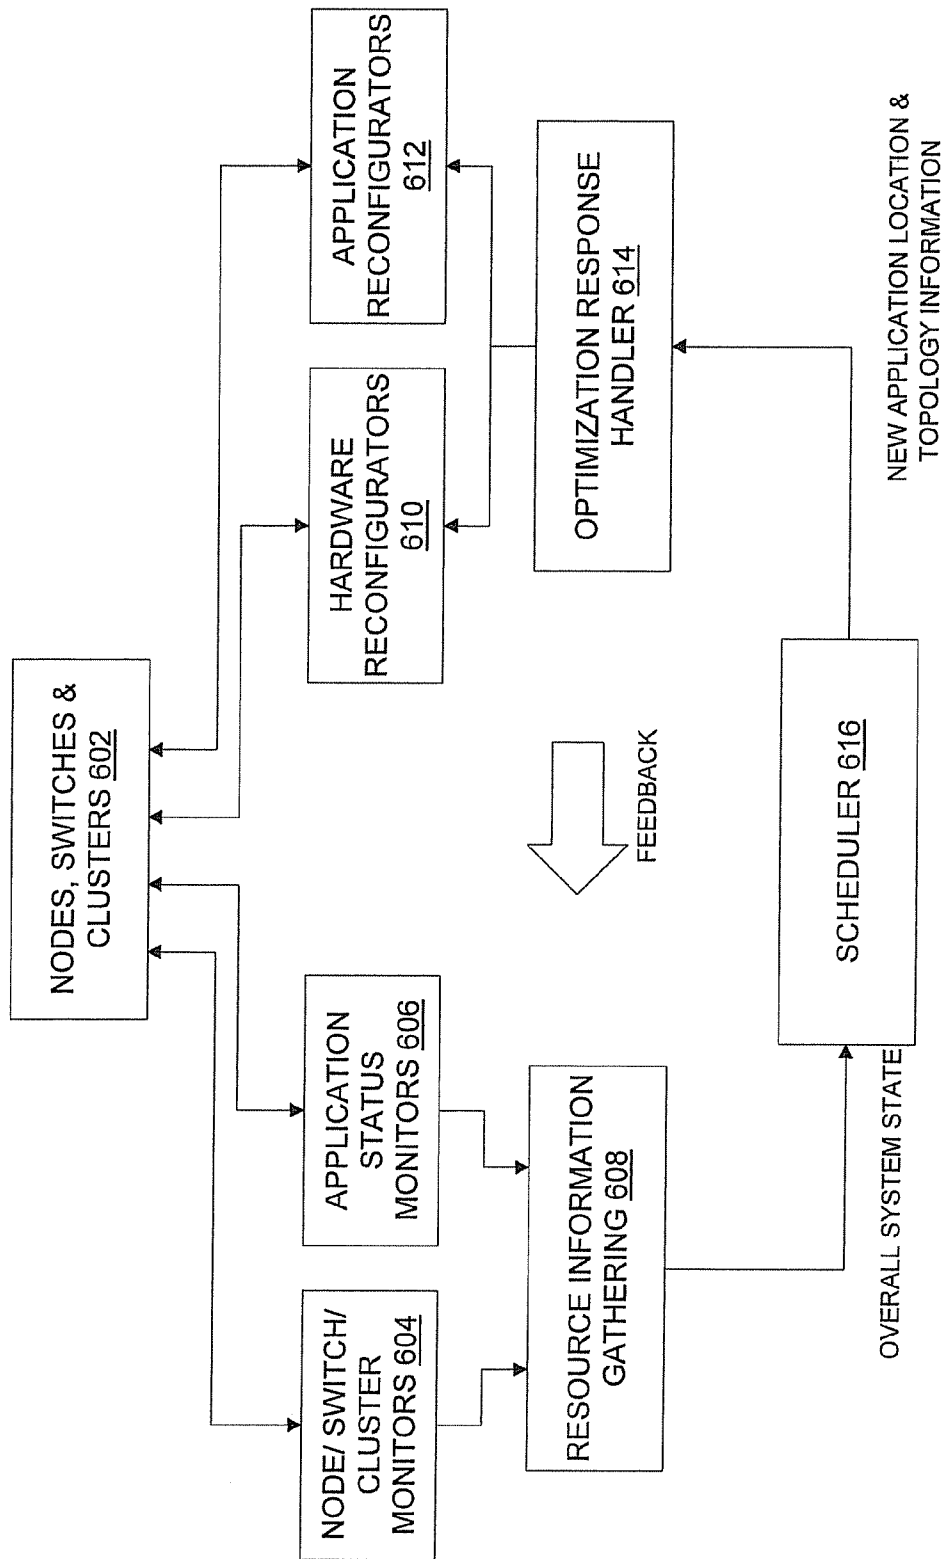 NODES, SWITCHES &
CLUSTERS 602
NODE/ SWITCH/
CLUSTER
MONITORS 604
APPLICATION
STATUS
MONITORS 606
HARDWARE
RECONFIGURATORS
610
APPLICATION
RECONFIGURATORS
612
RESOURCE INFORMATION
GATHERING 608
FEEDBACK
OPTIMIZATION RESPONSE
HANDLER 614
OVERALL SYSTEM STATE
SCHEDULER 616
NEW APPLICATION LOCATION &
TOPOLOGY INFORMATION